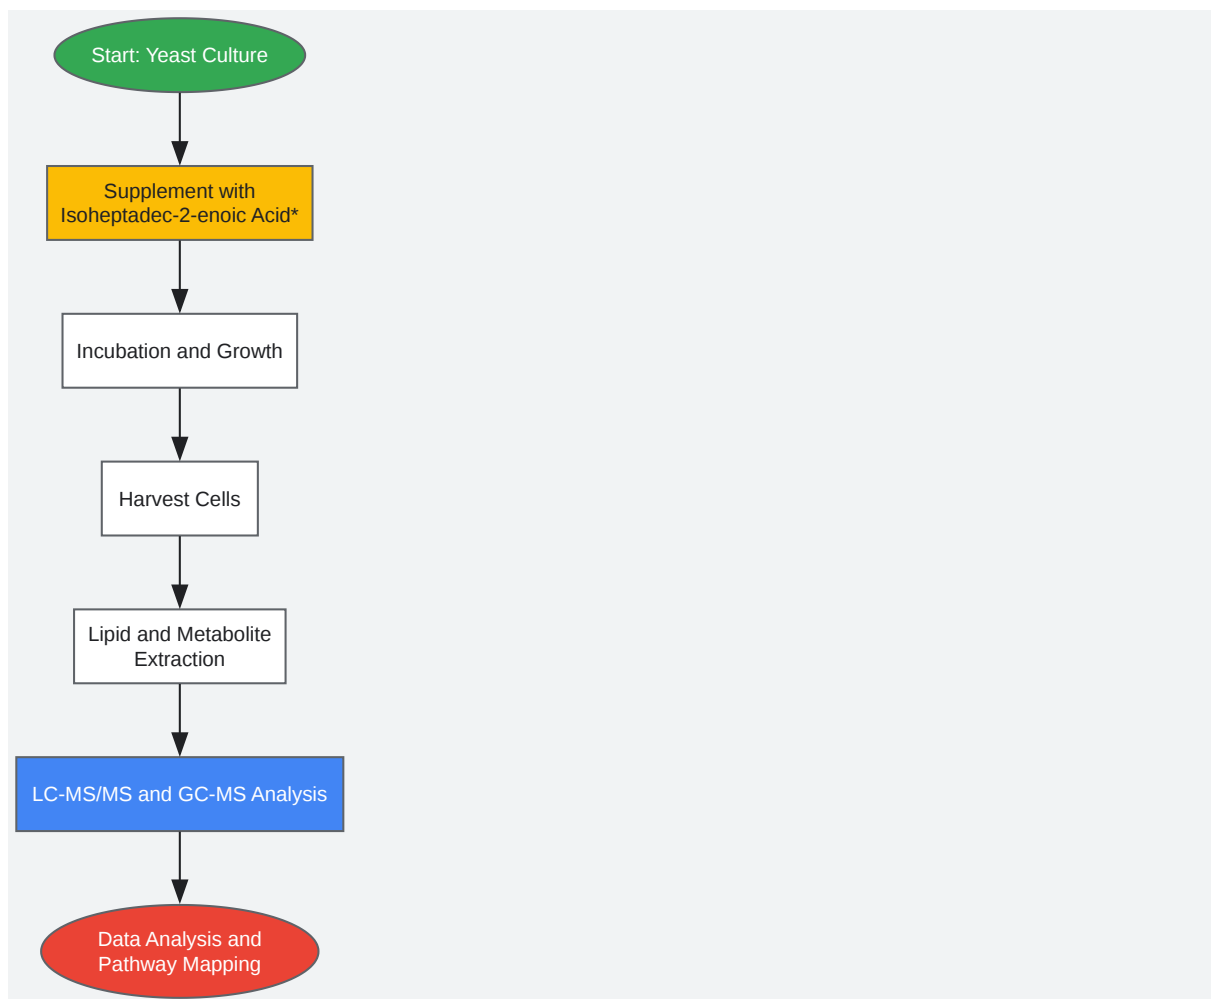 Start: Yeast Culture
Supplement with
Isoheptadec-2-enoic Acid*
Incubation and Growth
Harvest Cells
Lipid and Metabolite
Extraction
LC-MS/MS and GC-MS Analysis
Data Analysis and
Pathway Mapping